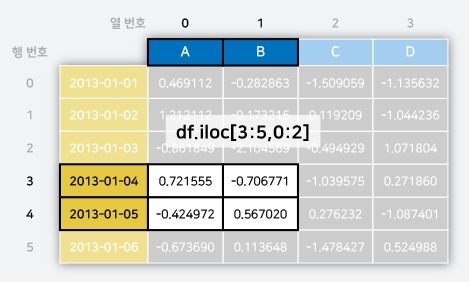 열 번호 0 1 2 3
행 번호 A B C D
0 2013-01-01 0.469112 -0.282863 -1.509059 -1.135632
1 2013-01-02 1.212112 -0.173215 0.119209 -1.044236
df.iloc[3:5,0:2]
2 2013-01-03 -0.861849 -2.104569 -0.494929 1.071804
3 2013-01-04 0.721555 -0.706771 -1.039575 0.271860
4 2013-01-05 -0.424972 0.567020 0.276232 -1.087401
5 2013-01-06 -0.673690 0.113648 -1.478427 0.524988